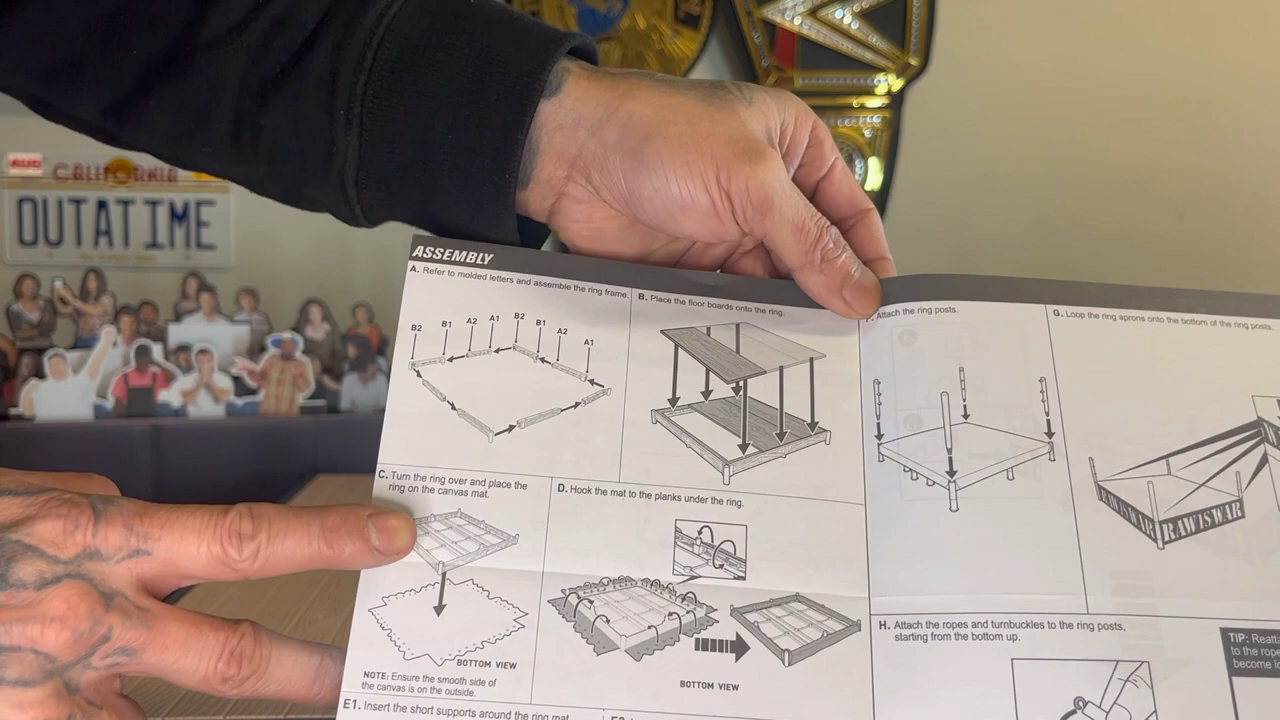 CALIFORNIA
OUTATIME
ASSEMBLY
A. Refer to molded letters and assemble the ring frame.
B2 B1 A2 A1 B2 B1 A2 A1
B. Place the floor boards onto the ring.
C. Turn the ring over and place the
ring on the canvas mat.
BOTTOM VIEW
NOTE: Ensure the smooth side of
the canvas is on the outside.
D. Hook the mat to the planks under the ring.
BOTTOM VIEW
E1. Insert the short supports around the ring mat
Attach the ring posts.
G. Loop the ring aprons onto the bottom of the ring posts.
RAW IS WAR
RAW IS WAR
H. Attach the ropes and turnbuckles to the ring posts,
starting from the bottom up.
TIP:
to the
become